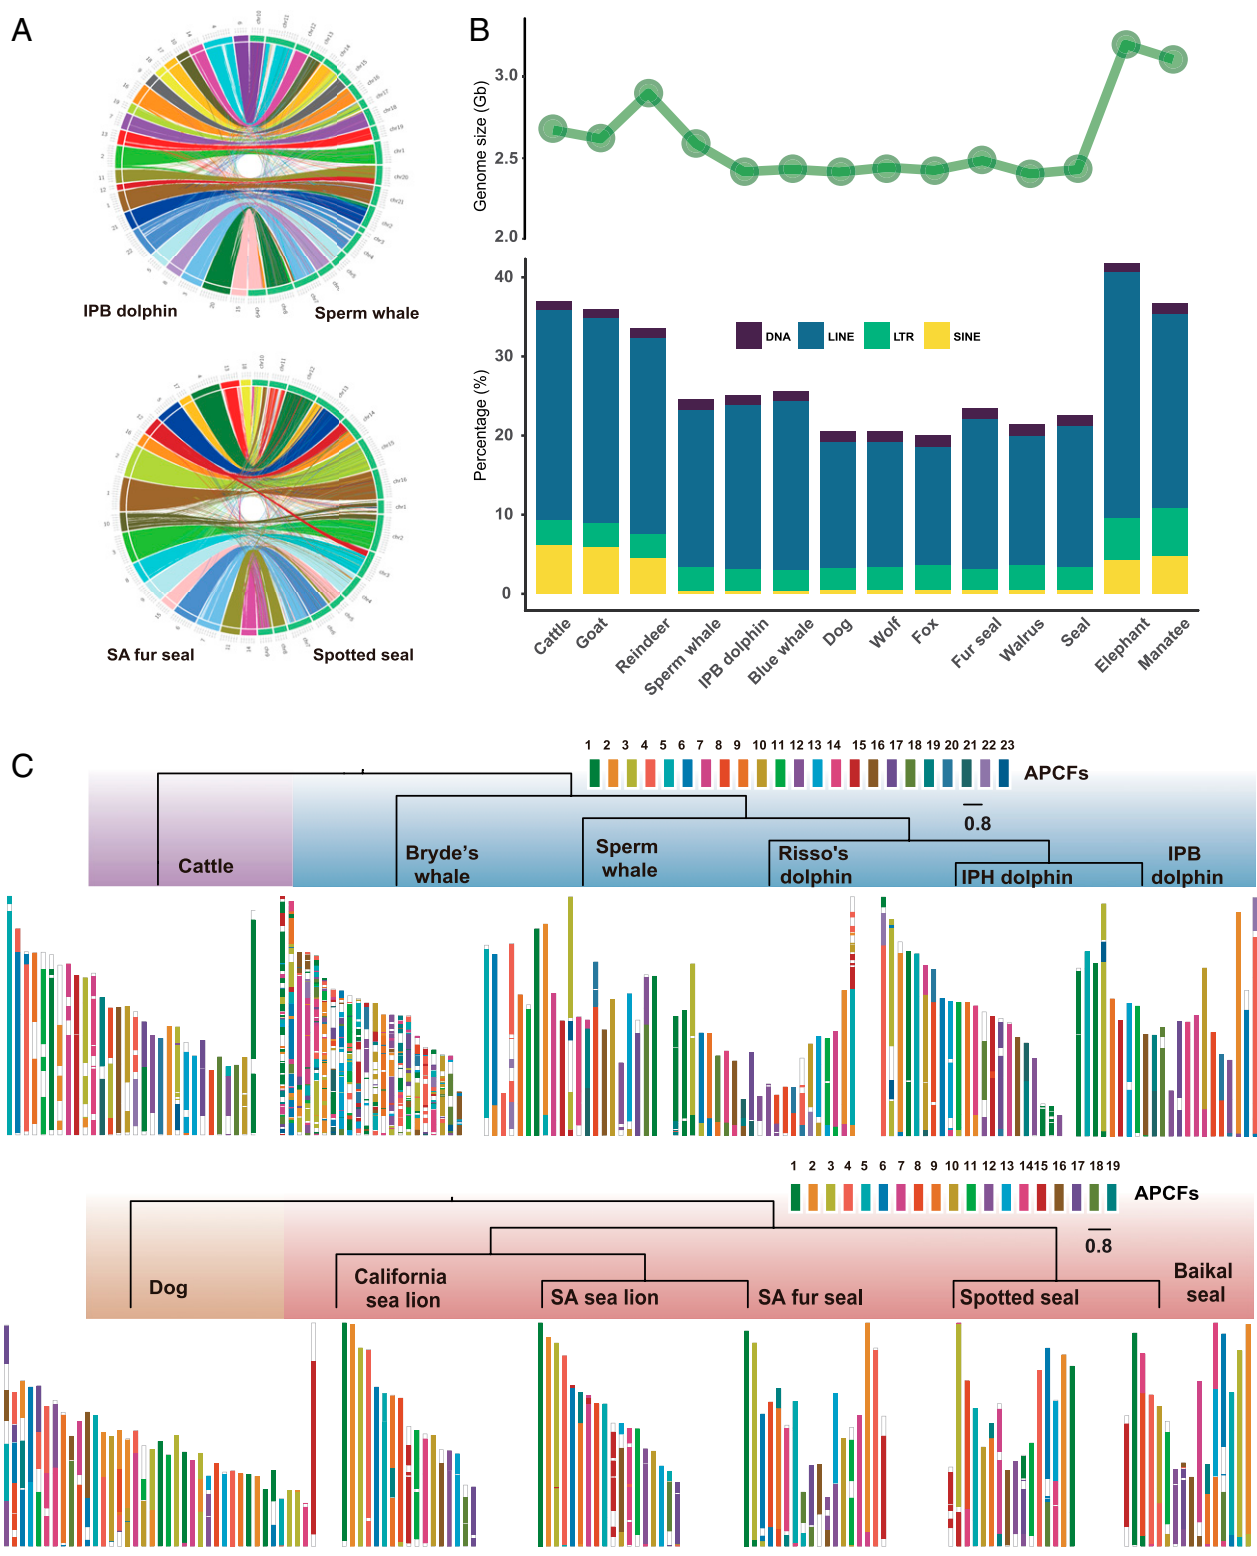 A
IPB dolphin
Sperm whale
SA fur seal
Spotted seal
B
Genome size (Gb)
3.0
2.5
2.0
Percentage (%)
40
30
20
10
0
DNA LINE LTR SINE
Cattle
Goat
Reindeer
Sperm whale
IPB dolphin
Blue whale
Dog
Wolf
Fox
Fur seal
Walrus
Seal
Elephant
Manatee
C
1 2 3 4 5 6 7 8 9 10 11 12 13 14 15 16 17 18 19 20 21 22 23
APCFs
0.8
Cattle
Bryde's
whale
Sperm
whale
Risso's
dolphin
IPH dolphin
IPB
dolphin
1 2 3 4 5 6 7 8 9 10 11 12 13 14 15 16 17 18 19
APCFs
0.8
Dog
California
sea lion
SA sea lion
SA fur seal
Spotted seal
Baikal
seal